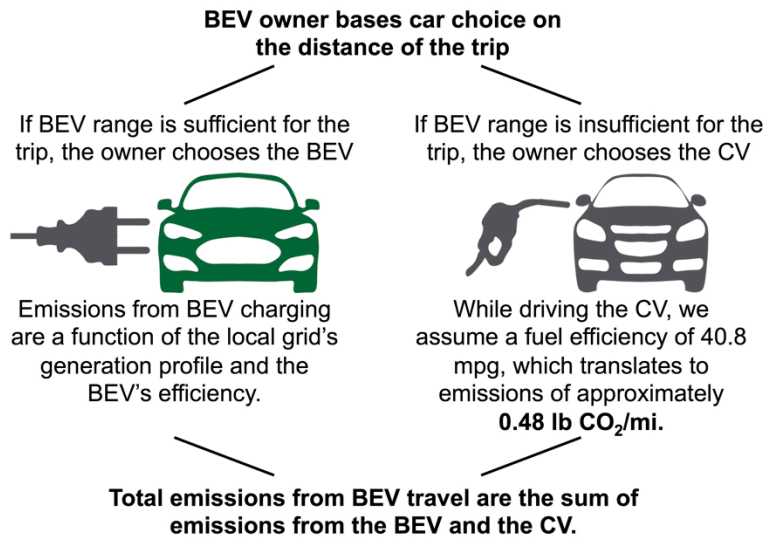 BEV owner bases car choice on
the distance of the trip
If BEV range is sufficient for the
trip, the owner chooses the BEV
If BEV range is insufficient for the
trip, the owner chooses the CV
Emissions from BEV charging
are a function of the local grid's
generation profile and the
BEV's efficiency.
While driving the CV, we
assume a fuel efficiency of 40.8
mpg, which translates to
emissions of approximately
0.48 lb CO₂/mi.
Total emissions from BEV travel are the sum of
emissions from the BEV and the CV.